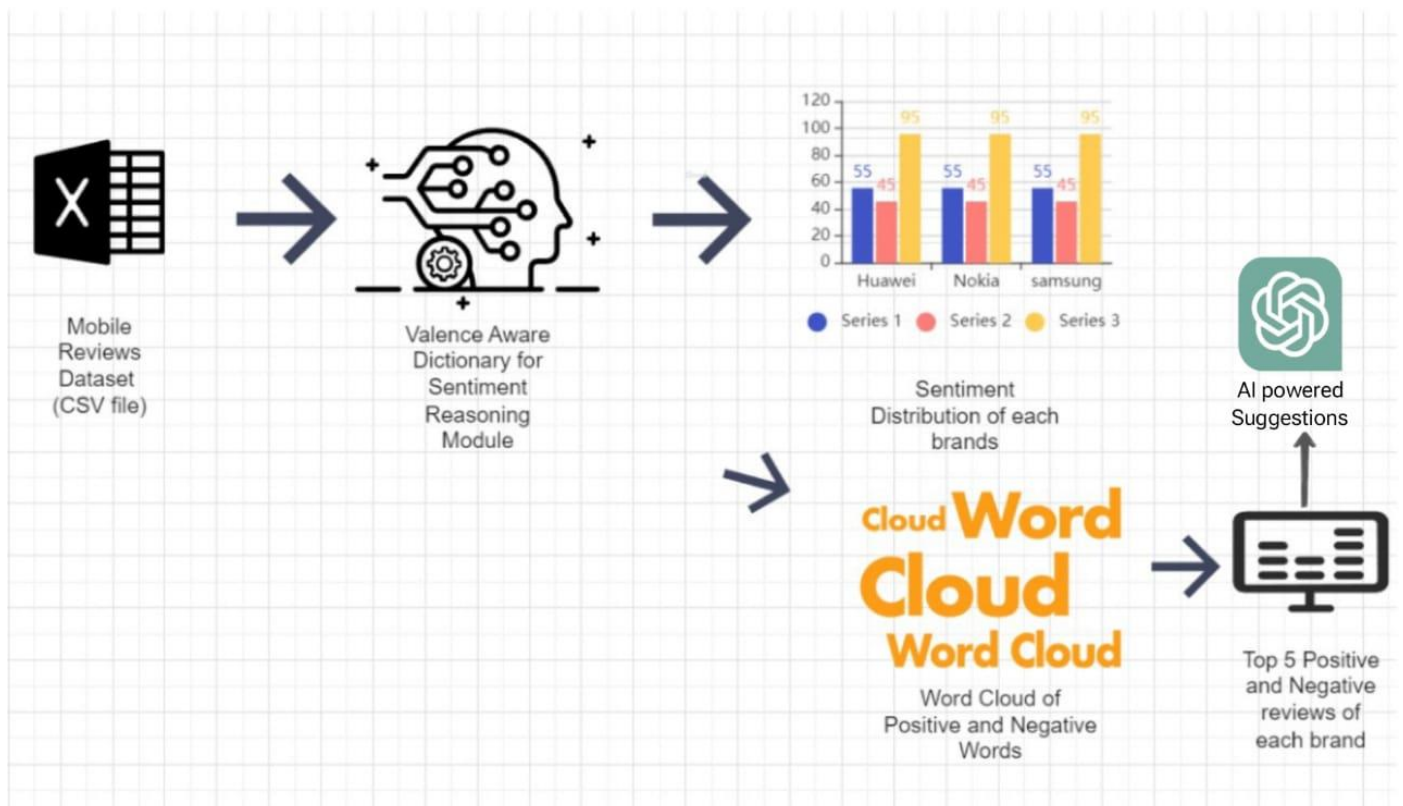 X
Mobile
Reviews
Dataset
(CSV file)
Valence Aware
Dictionary for
Sentiment
Reasoning
Module
120
100
80
60
40
20
0
55
45
95
55
45
95
55
45
95
Huawei
Nokia
samsung
Series 1
Series 2
Series 3
Sentiment
Distribution of each
brands
Cloud Word
Cloud
Word Cloud
Word Cloud of
Positive and Negative
Words
AI powered
Suggestions
Top 5 Positive
and Negative
reviews of
each brand